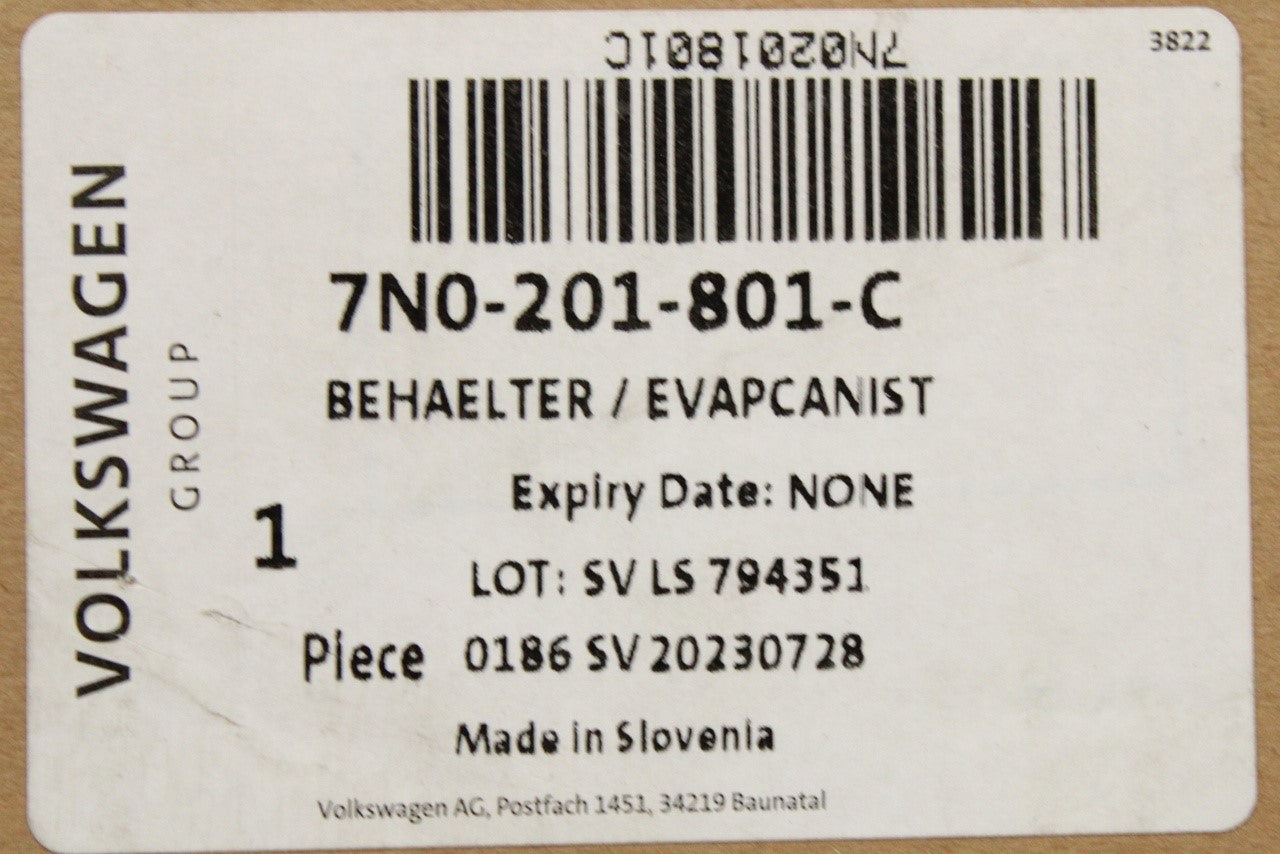 3822
7N0201801C
7N0-201-801-C
BEHAELTER / EVAPCANIST
Expiry Date: NONE
1
LOT: SV LS 794351
Piece 0186 SV 20230728
Made in Slovenia
Volkswagen AG, Postfach 1451, 34219 Baunatal
VOLKSWAGEN
GROUP